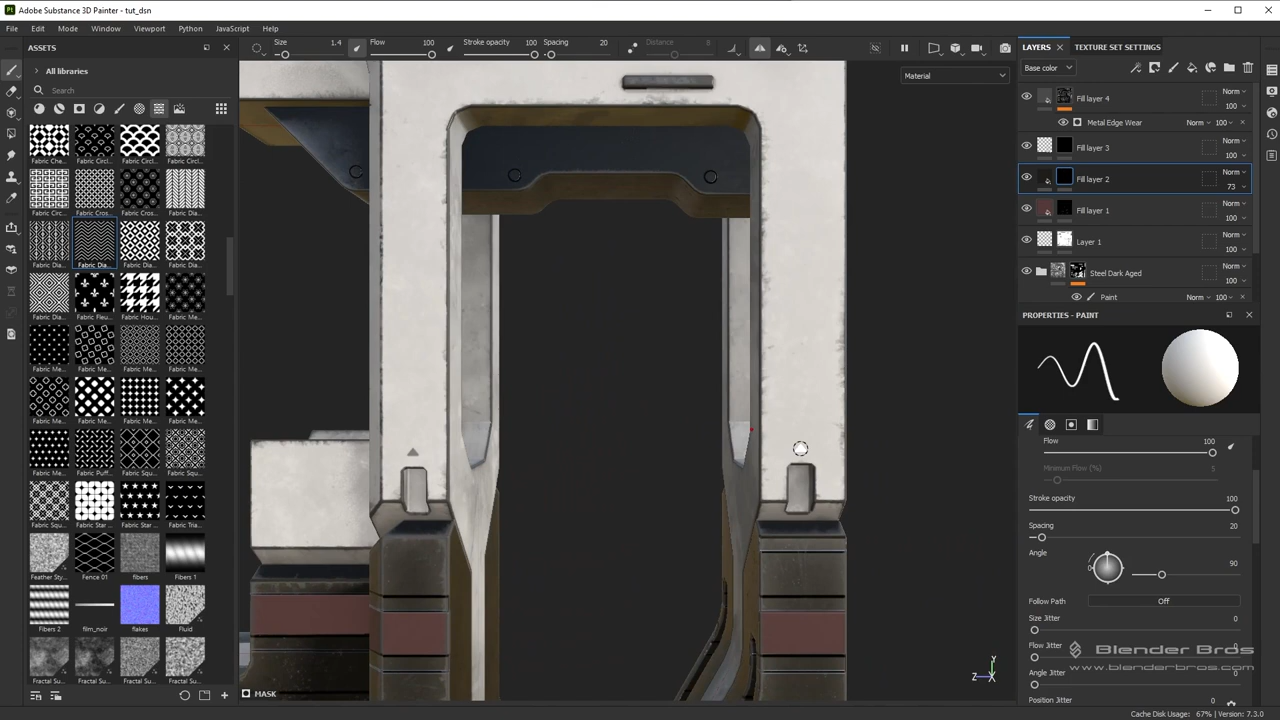 Adobe Substance 3D Painter - tut_dsn
File Edit Mode Window Viewport Python JavaScript Help
ASSETS
All libraries
Search
Fabric Che... Fabric Circl... Fabric Circl... Fabric Circl...
Fabric Circ... Fabric Cros... Fabric Cros... Fabric Dia...
Fabric Dia... Fabric Dia... Fabric Dia... Fabric Dia...
Fabric Dia... Fabric Fleu... Fabric Hou... Fabric Me...
Fabric Me... Fabric Me... Fabric Me... Fabric Me...
Fabric Me... Fabric Me... Fabric Me... Fabric Me...
Fabric Me... Fabric Puff... Fabric Squ... Fabric Squ...
Fabric Squ... Fabric Star ... Fabric Star ... Fabric Tria...
Feather Sty... Fence 01 fibers Fibers 1
Fibers 2 film_noir flakes Fluid
Fractal Su... Fractal Su... Fractal Su... Fractal Su...
Size 1.4 Flow 100 Stroke opacity 100 Spacing 20 Distance 8
Material
MASK
Y
Z X
LAYERS TEXTURE SET SETTINGS
Base color
Fill layer 4 Norm 100
Metal Edge Wear Norm 100
Fill layer 3 Norm 100
Fill layer 2 Norm 73
Fill layer 1 Norm 100
Layer 1 Norm 100
Steel Dark Aged Norm 100
Paint Norm 100
PROPERTIES - PAINT
Flow 100
Minimum Flow (%) 5
Stroke opacity 100
Spacing 20
Angle 90
Follow Path Off
Size Jitter 0
Flow Jitter 0
Angle Jitter 0
Position Jitter 0
Blender Bros
www.blenderbros.com
Cache Disk Usage: 67% | Version: 7.3.0